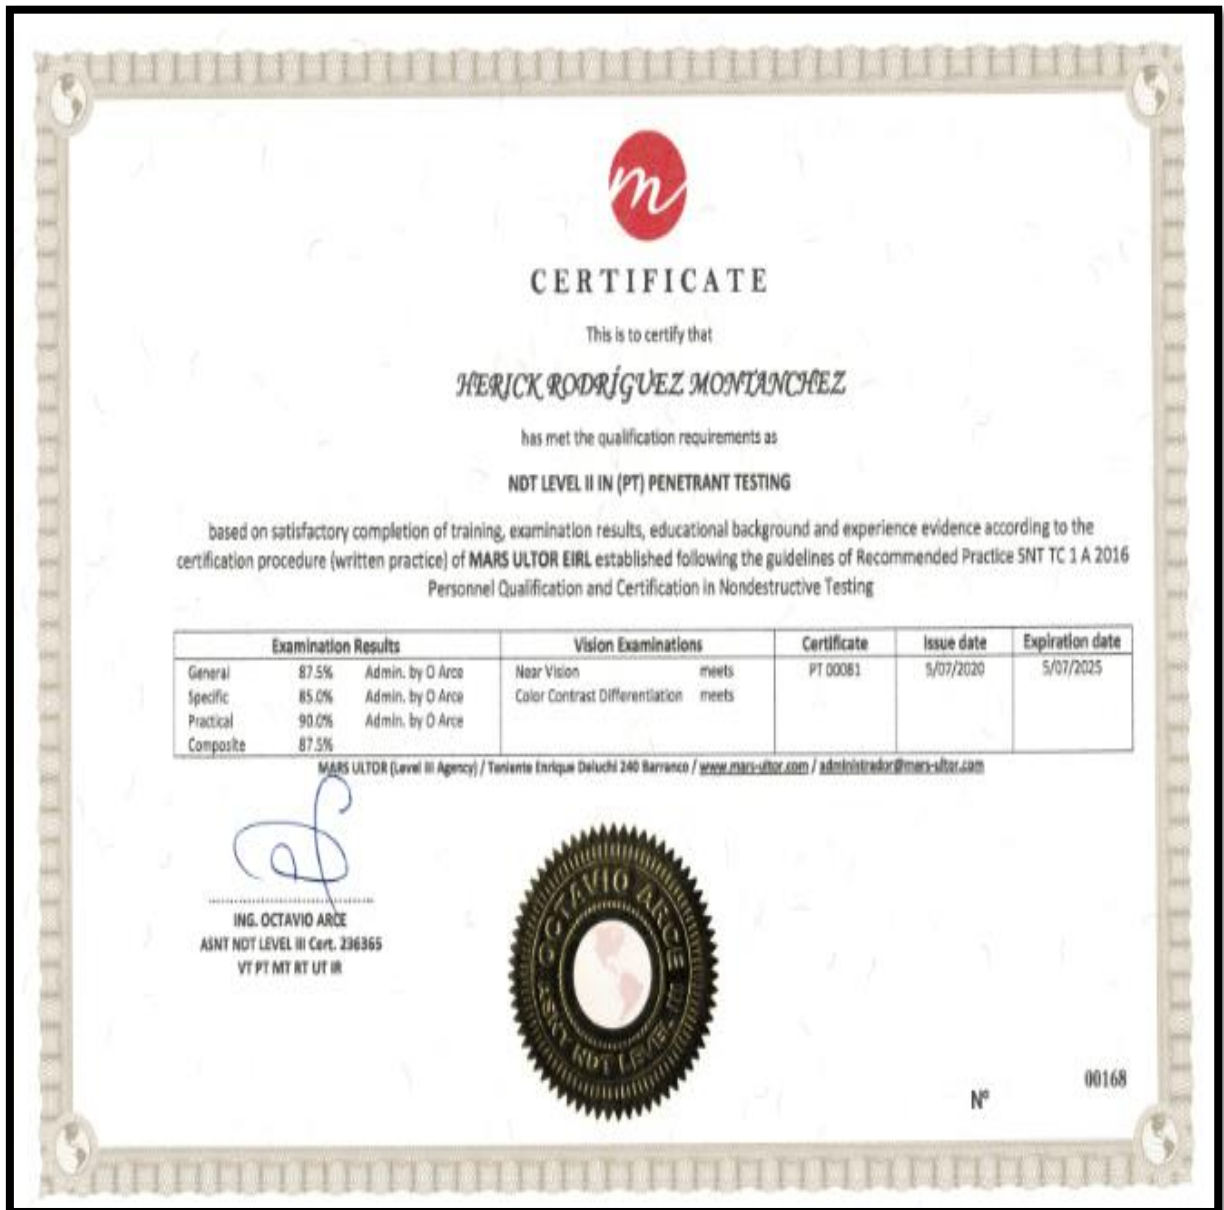 m
CERTIFICATE
This is to certify that
HERICK RODRÍGUEZ MONTANCHEZ
has met the qualification requirements as
NDT LEVEL II IN (PT) PENETRANT TESTING
based on satisfactory completion of training, examination results, educational background and experience evidence according to the
certification procedure (written practice) of MARS ULTOR EIRL established following the guidelines of Recommended Practice SNT TC 1 A 2016
Personnel Qualification and Certification in Nondestructive Testing
Examination Results Vision Examinations Certificate Issue date Expiration date
General 87.5% Admin. by O Arce Near Vision meets PT 00081 5/07/2020 5/07/2025
Specific 85.0% Admin. by O Arce Color Contrast Differentiation meets
Practical 90.0% Admin. by O Arce
Composite 87.5%
MARS ULTOR (Level III Agency) / Teniente Enrique Deluchi 240 Barranco / www.mars-ultor.com / administrador@mars-ultor.com
ING. OCTAVIO ARCE
ASNT NDT LEVEL III Cert. 236365
VT PT MT RT UT IR
OCTAVIO ARCE
ASNT NDT LEVEL III
00168
Nº